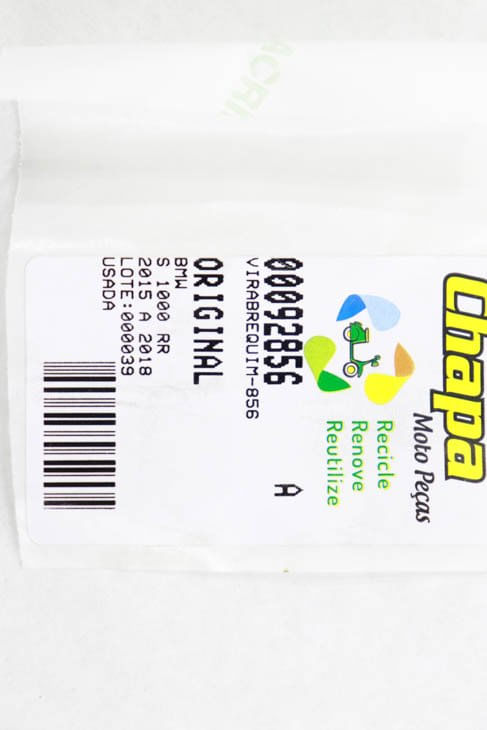 Chapa
Moto Peças
Recicle
Renove
Reutilize
00092856
A
VIRABREQUIM-856
ORIGINAL
BMW
S 1000 RR
2015 A 2018
LOTE:000039
USADA